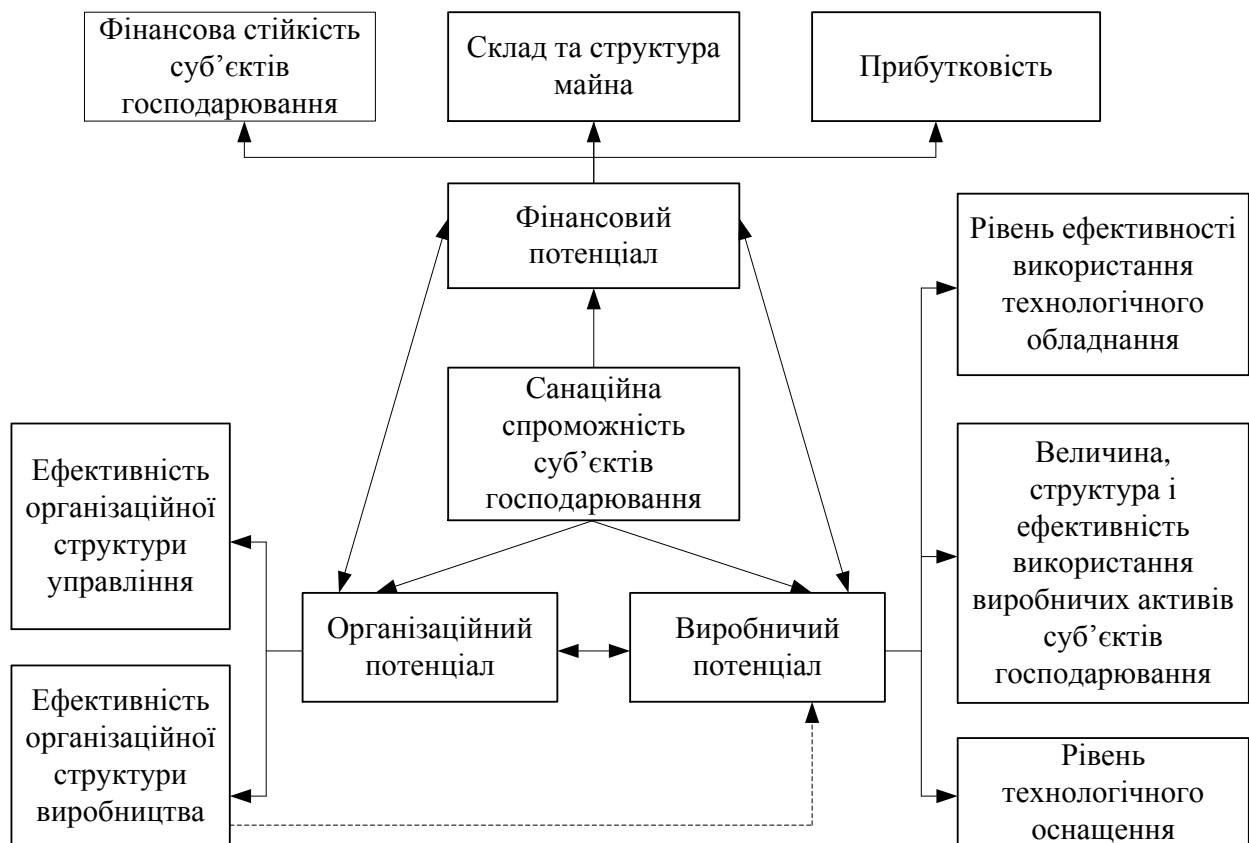 Фінансова стійкість
суб’єктів
господарювання
Склад та структура
майна
Прибутковість
Фінансовий
потенціал
Рівень ефективності
використання
технологічного
обладнання
Санаційна
спроможність
суб’єктів
господарювання
Ефективність
організаційної
структури
управління
Величина,
структура і
ефективність
використання
виробничих активів
суб’єктів
господарювання
Організаційний
потенціал
Виробничий
потенціал
Ефективність
організаційної
структури
виробництва
Рівень
технологічного
оснащення